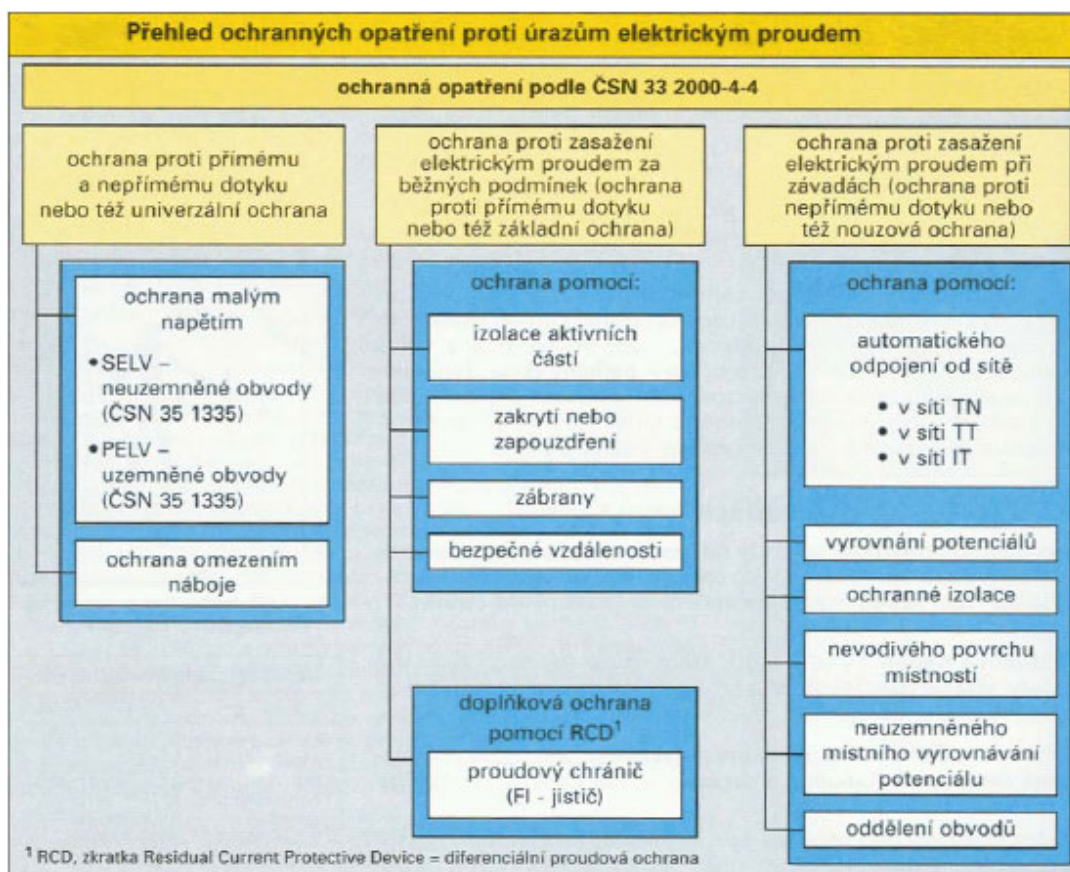 Přehled ochranných opatření proti úrazům elektrickým proudem
ochranná opatření podle ČSN 33 2000-4-4
ochrana proti přímému
a nepřímému dotyku
nebo též univerzální ochrana
ochrana malým
napětím
•SELV –
neuzemněné obvody
(ČSN 35 1335)
•PELV –
uzemněné obvody
(ČSN 35 1335)
ochrana omezením
náboje
ochrana proti zasažení
elektrickým proudem za
běžných podmínek (ochrana
proti přímému dotyku
nebo též základní ochrana)
ochrana pomocí:
izolace aktivních
částí
zakrytí nebo
zapouzdření
zábrany
bezpečné vzdálenosti
doplňková ochrana
pomocí RCD¹
proudový chránič
(FI - jistič)
ochrana proti zasažení
elektrickým proudem při
závadách (ochrana proti
nepřímému dotyku nebo
též nouzová ochrana)
ochrana pomocí:
automatického
odpojení od sítě
• v síti TN
• v síti TT
• v síti IT
vyrovnání potenciálů
ochranné izolace
nevodivého povrchu
místností
neuzemněného
místního vyrovnávání
potenciálu
oddělení obvodů
¹ RCD, zkratka Residual Current Protective Device = diferenciální proudová ochrana